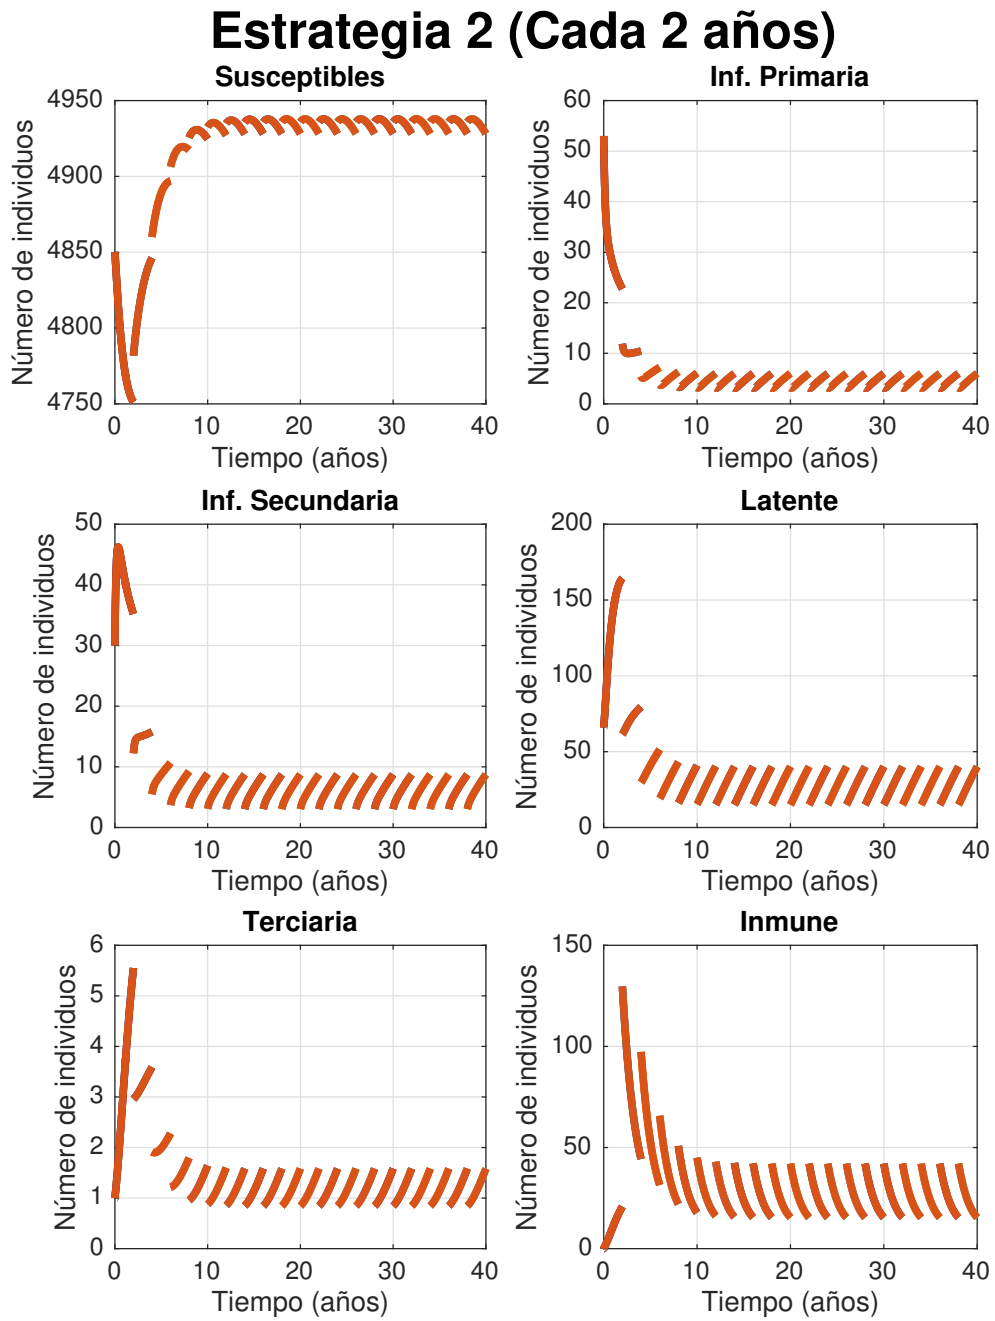 Estrategia 2 (Cada 2 años)
Susceptibles
Número de individuos
4950
4900
4850
4800
4750
0 10 20 30 40
Tiempo (años)
Inf. Primaria
Número de individuos
60
50
40
30
20
10
0
0 10 20 30 40
Tiempo (años)
Inf. Secundaria
Número de individuos
50
40
30
20
10
0
0 10 20 30 40
Tiempo (años)
Latente
Número de individuos
200
150
100
50
0
0 10 20 30 40
Tiempo (años)
Terciaria
Número de individuos
6
5
4
3
2
1
0
0 10 20 30 40
Tiempo (años)
Inmune
Número de individuos
150
100
50
0
0 10 20 30 40
Tiempo (años)